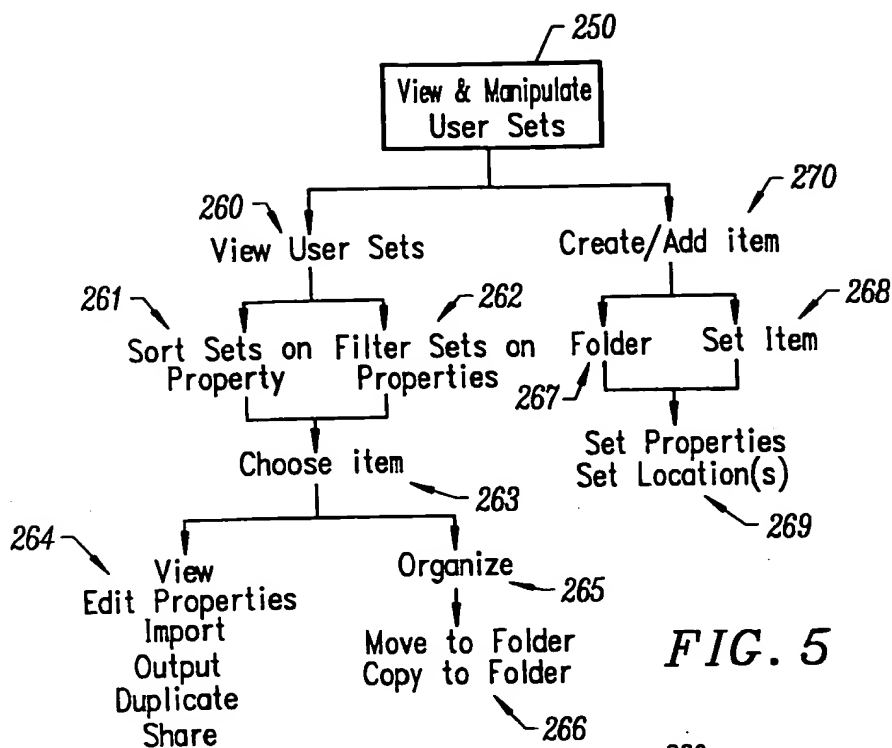 250
View & Manipulate
User Sets
260
270
View User Sets
Create/Add item
261
262
268
Sort Sets on
Property
Filter Sets on
Properties
Folder
Set Item
267
Choose item
263
Set Properties
Set Location(s)
269
264
View
Edit Properties
Import
Output
Duplicate
Share
Organize
265
Move to Folder
Copy to Folder
266
FIG. 5